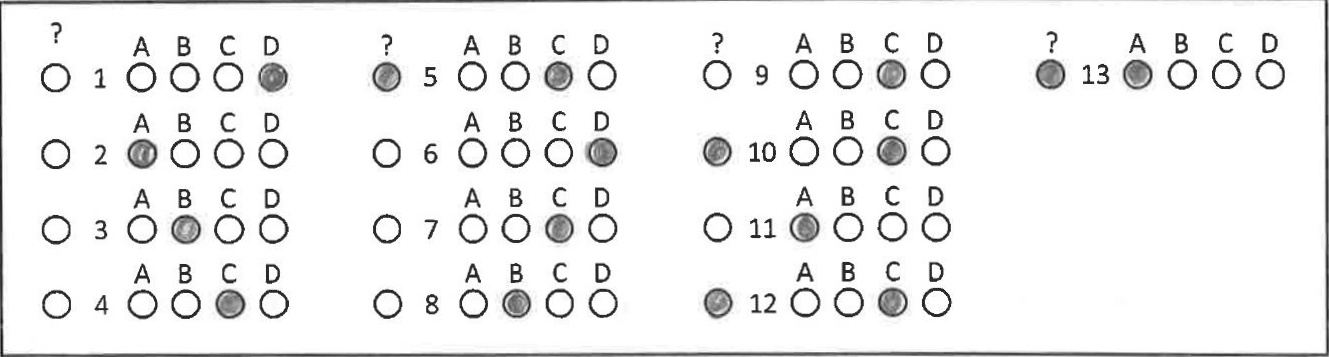 ? A B C D ? A B C D ? A B C D ? A B C D
1 5 9 13
A B C D A B C D A B C D
2 6 10
A B C D A B C D A B C D
3 7 11
A B C D A B C D A B C D
4 8 12